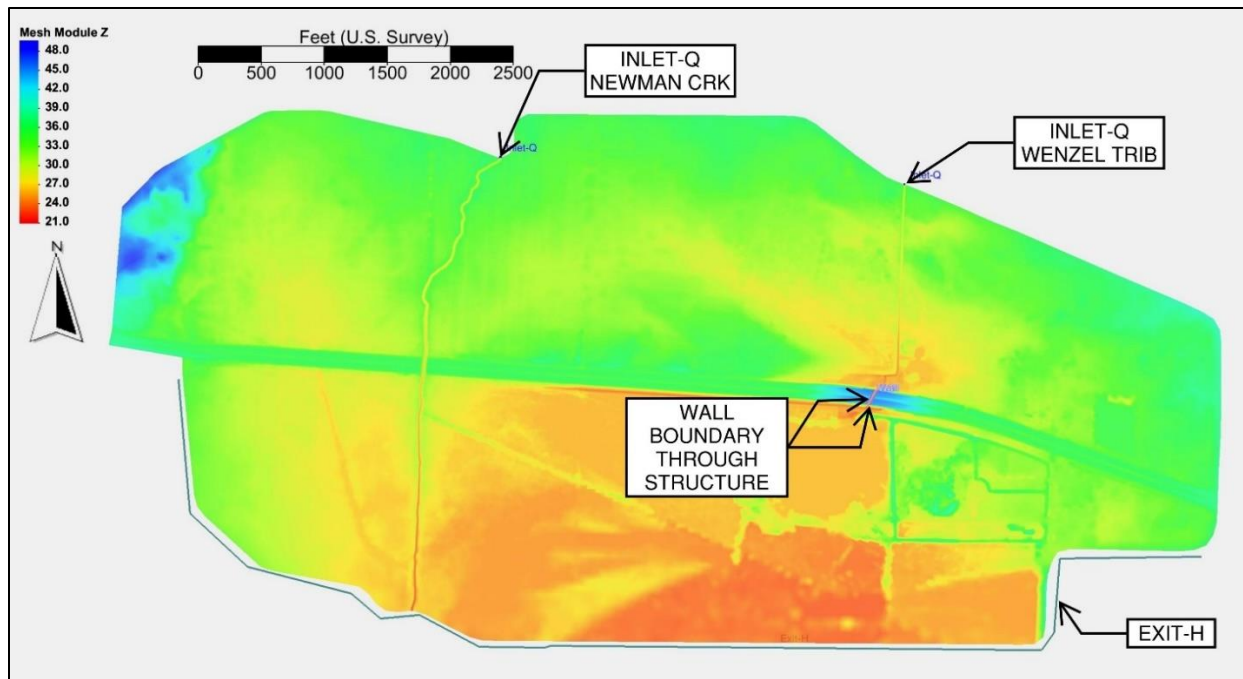 Mesh Module Z
48.0
45.0
42.0
39.0
36.0
33.0
30.0
27.0
24.0
21.0
Feet (U.S. Survey)
0 500 1000 1500 2000 2500
N
INLET-Q
NEWMAN CRK
Inlet-Q
INLET-Q
WENZEL TRIB
Inlet-Q
Wall
WALL
BOUNDARY
THROUGH
STRUCTURE
EXIT-H
Exit-H